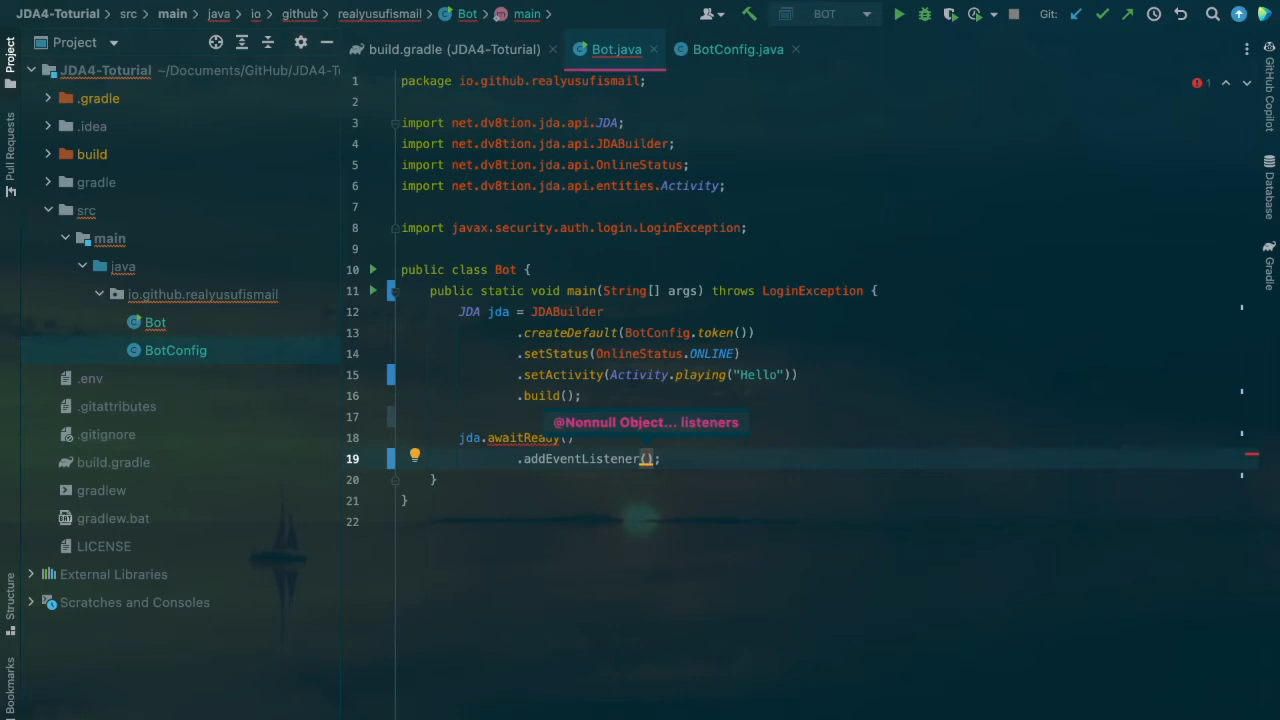 JDA4-Toturial > src > main > java > io > github > realyusufismail > Bot > main >
BOT
Git:
Project
build.gradle (JDA4-Toturial)
Bot.java
BotConfig.java
JDA4-Toturial ~/Documents/GitHub/JDA4-T
.gradle
.idea
build
gradle
src
main
java
io.github.realyusufismail
Bot
BotConfig
.env
.gitattributes
.gitignore
build.gradle
gradlew
gradlew.bat
LICENSE
External Libraries
Scratches and Consoles
1 package io.github.realyusufismail;
2
3 import net.dv8tion.jda.api.JDA;
4 import net.dv8tion.jda.api.JDABuilder;
5 import net.dv8tion.jda.api.OnlineStatus;
6 import net.dv8tion.jda.api.entities.Activity;
7
8 import javax.security.auth.login.LoginException;
9
10 public class Bot {
11 public static void main(String[] args) throws LoginException {
12 JDA jda = JDABuilder
13 .createDefault(BotConfig.token())
14 .setStatus(OnlineStatus.ONLINE)
15 .setActivity(Activity.playing("Hello"))
16 .build();
17
@Nonnull Object... listeners
18 jda.awaitReady()
19 .addEventListener();
20 }
21 }
22
1
Project
Pull Requests
Structure
Bookmarks
GitHub Copilot
Database
Gradle